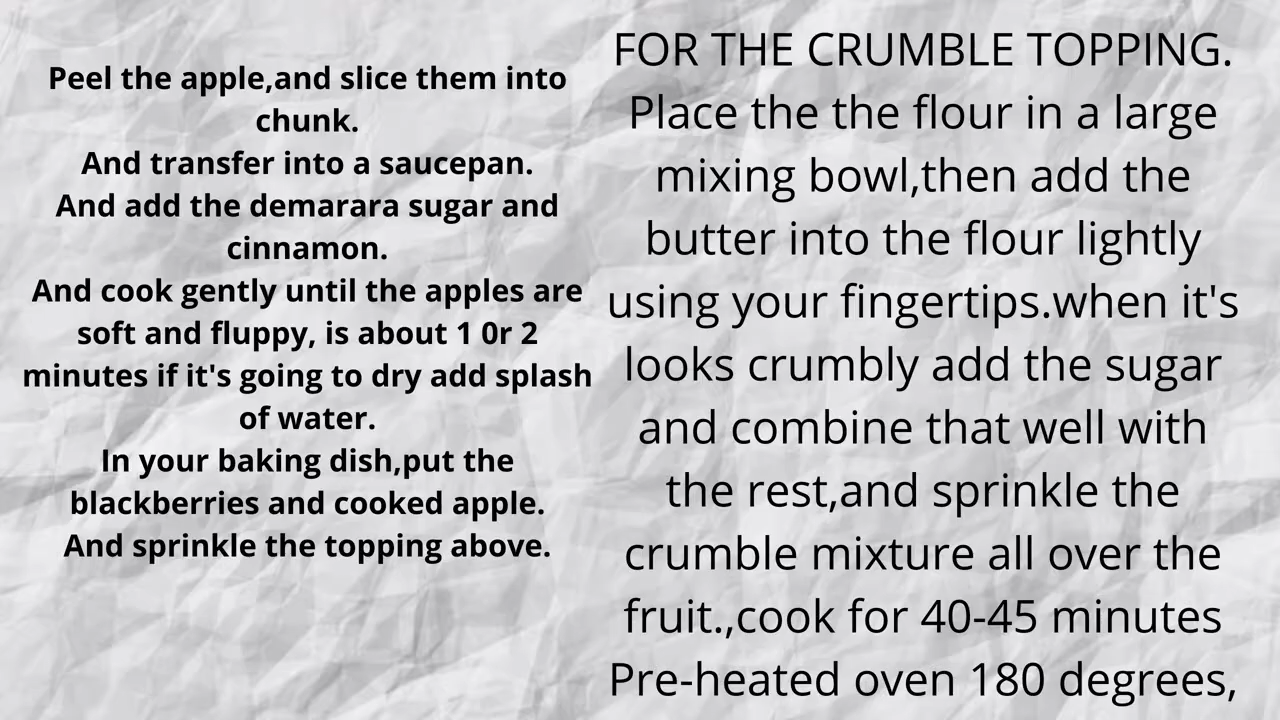 Peel the apple,and slice them into
chunk.
And transfer into a saucepan.
And add the demarara sugar and
cinnamon.
And cook gently until the apples are
soft and fluppy, is about 1 0r 2
minutes if it's going to dry add splash
of water.
In your baking dish,put the
blackberries and cooked apple.
And sprinkle the topping above.
FOR THE CRUMBLE TOPPING.
Place the the flour in a large
mixing bowl,then add the
butter into the flour lightly
using your fingertips.when it's
looks crumbly add the sugar
and combine that well with
the rest,and sprinkle the
crumble mixture all over the
fruit.,cook for 40-45 minutes
Pre-heated oven 180 degrees,